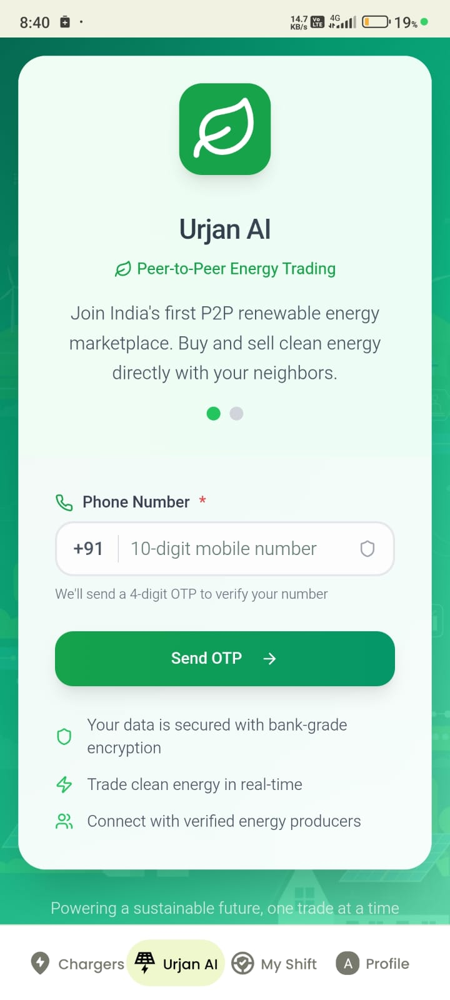 8:40
14.7 KB/s Vo LTE 4G 19%
Urjan AI
Peer-to-Peer Energy Trading
Join India's first P2P renewable energy
marketplace. Buy and sell clean energy
directly with your neighbors.
Phone Number *
+91 10-digit mobile number
We'll send a 4-digit OTP to verify your number
Send OTP →
Your data is secured with bank-grade
encryption
Trade clean energy in real-time
Connect with verified energy producers
Powering a sustainable future, one trade at a time
Chargers Urjan AI My Shift A Profile